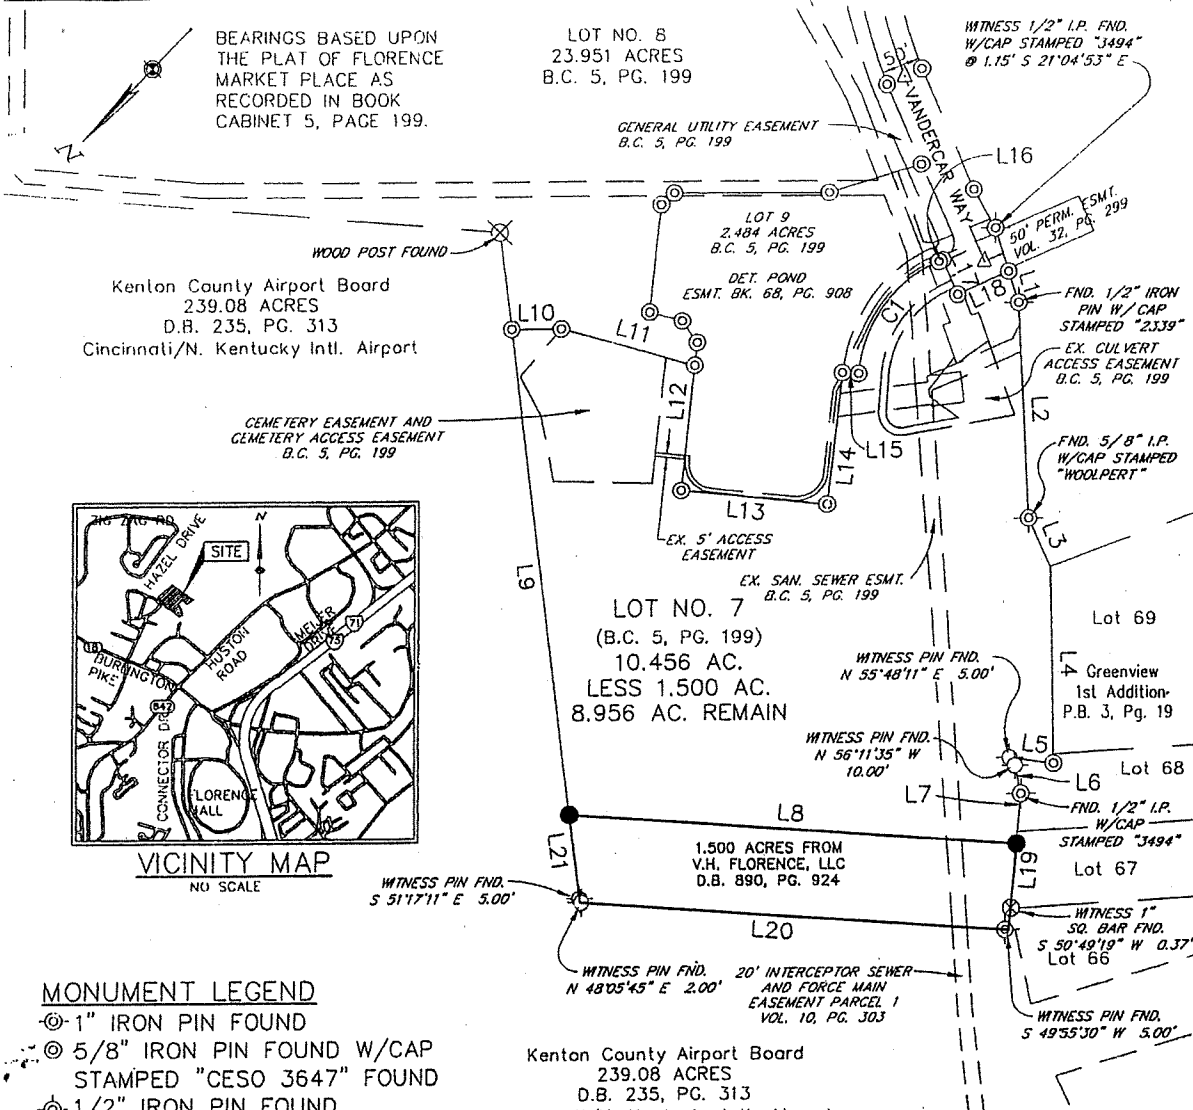 BEARINGS BASED UPON
THE PLAT OF FLORENCE
MARKET PLACE AS
RECORDED IN BOOK
CABINET 5, PAGE 199.
N
LOT NO. 8
23.951 ACRES
B.C. 5, PG. 199
WITNESS 1/2" I.P. FND.
W/CAP STAMPED "3494"
@ 1.15' S 21°04'53" E
50'
VANDERCAR WAY
GENERAL UTILITY EASEMENT
B.C. 5, PG. 199
L16
50' PERM. ESMT.
VOL. 32, PG. 299
WOOD POST FOUND
LOT 9
2.484 ACRES
B.C. 5, PG. 199
DET. POND
ESMT. BK. 68, PG. 908
Kenton County Airport Board
239.08 ACRES
D.B. 235, PG. 313
Cincinnati/N. Kentucky Intl. Airport
L10
L11
L12
C1
L17
L18
L1
FND. 1/2" IRON
PIN W/ CAP
STAMPED "2339"
EX. CULVERT
ACCESS EASEMENT
B.C. 5, PG. 199
L2
CEMETERY EASEMENT AND
CEMETERY ACCESS EASEMENT
B.C. 5, PG. 199
L14
L15
L13
FND. 5/8" I.P.
W/CAP STAMPED
"WOOLPERT"
L3
EX. 5' ACCESS
EASEMENT
EX. SAN. SEWER ESMT.
B.C. 5, PG. 199
L9
LOT NO. 7
(B.C. 5, PG. 199)
10.456 AC.
LESS 1.500 AC.
8.956 AC. REMAIN
Lot 69
L4
Greenview
1st Addition
P.B. 3, Pg. 19
WITNESS PIN FND.
N 55°48'11" E 5.00'
WITNESS PIN FND.
N 56°11'35" W
10.00'
L5
Lot 68
L6
L7
FND. 1/2" I.P.
W/CAP
STAMPED "3494"
ZIG ZAG RD
HAZEL DRIVE
N
SITE
HUSTON
ROAD
MEIJER
DRIVE
71
73
18
BURLINGTON
PIKE
842
CONNECTOR DR
FLORENCE
MALL
VICINITY MAP
NO SCALE
L8
L21
1.500 ACRES FROM
V.H. FLORENCE, LLC
D.B. 890, PG. 924
L19
Lot 67
WITNESS PIN FND.
S 51°17'11" E 5.00'
L20
WITNESS 1"
SQ. BAR FND.
S 50°49'19" W 0.37'
Lot 66
WITNESS PIN FND.
N 48°05'45" E 2.00'
20' INTERCEPTOR SEWER
AND FORCE MAIN
EASEMENT PARCEL 1
VOL. 10, PG. 303
WITNESS PIN FND.
S 49°55'30" W 5.00'
MONUMENT LEGEND
1" IRON PIN FOUND
5/8" IRON PIN FOUND W/CAP
STAMPED "CESO 3647" FOUND
1/2" IRON PIN FOUND
Kenton County Airport Board
239.08 ACRES
D.B. 235, PG. 313